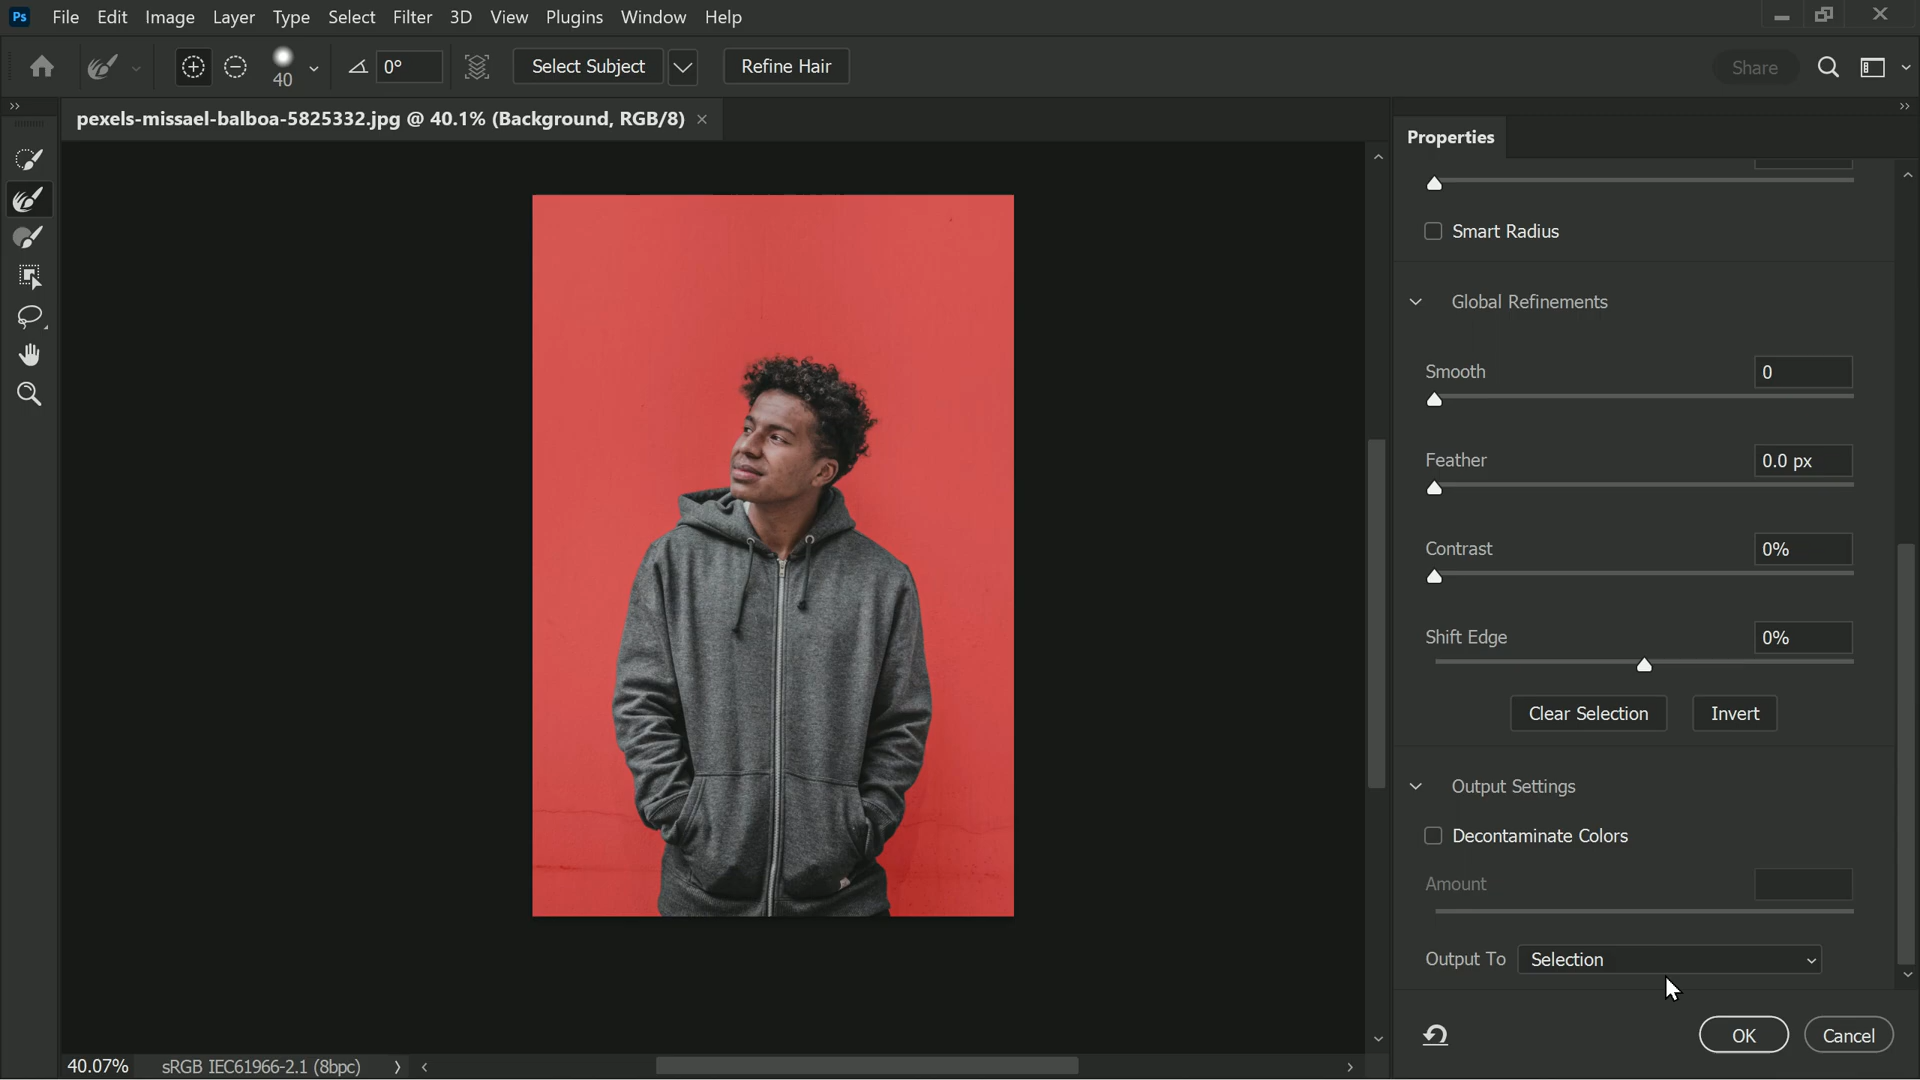 Ps File Edit Image Layer Type Select Filter 3D View Plugins Window Help
40 0° Select Subject Refine Hair Share
pexels-missael-balboa-5825332.jpg @ 40.1% (Background, RGB/8)
Properties
Smart Radius
Global Refinements
Smooth 0
Feather 0.0 px
Contrast 0%
Shift Edge 0%
Clear Selection Invert
Output Settings
Decontaminate Colors
Amount
Output To Selection
OK Cancel
40.07% sRGB IEC61966-2.1 (8bpc)